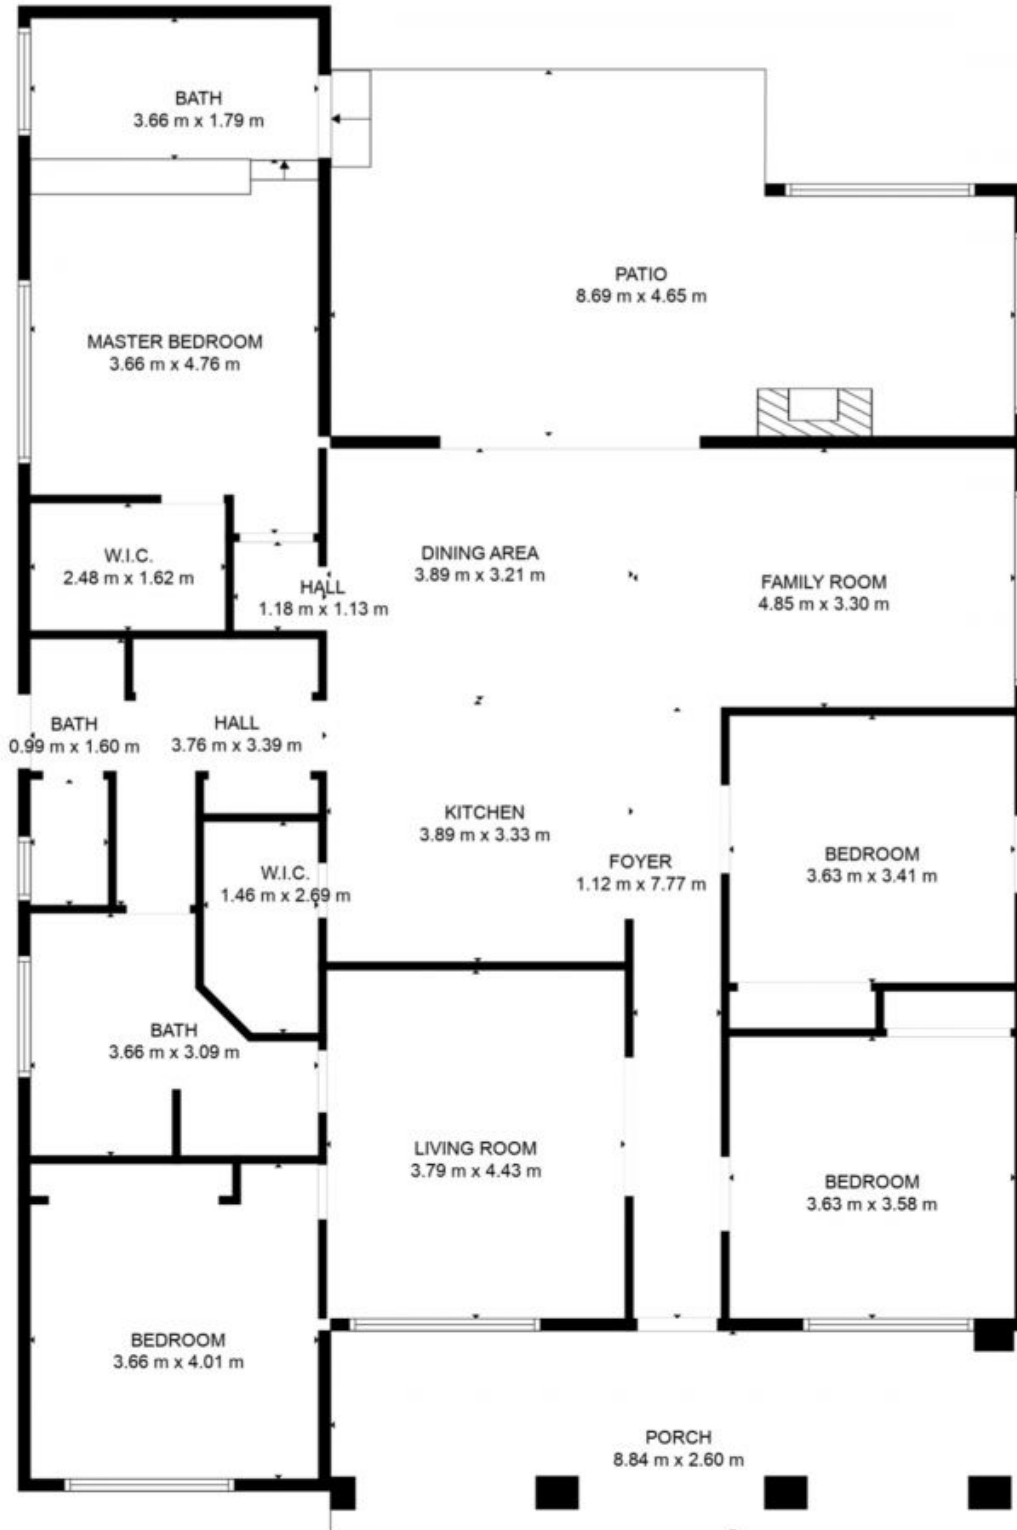 BATH
3.66 m x 1.79 m
PATIO
8.69 m x 4.65 m
MASTER BEDROOM
3.66 m x 4.76 m
W.I.C.
2.48 m x 1.62 m
HALL
1.18 m x 1.13 m
DINING AREA
3.89 m x 3.21 m
FAMILY ROOM
4.85 m x 3.30 m
BATH
0.99 m x 1.60 m
HALL
3.76 m x 3.39 m
KITCHEN
3.89 m x 3.33 m
FOYER
1.12 m x 7.77 m
BEDROOM
3.63 m x 3.41 m
W.I.C.
1.46 m x 2.69 m
BATH
3.66 m x 3.09 m
LIVING ROOM
3.79 m x 4.43 m
BEDROOM
3.63 m x 3.58 m
BEDROOM
3.66 m x 4.01 m
PORCH
8.84 m x 2.60 m